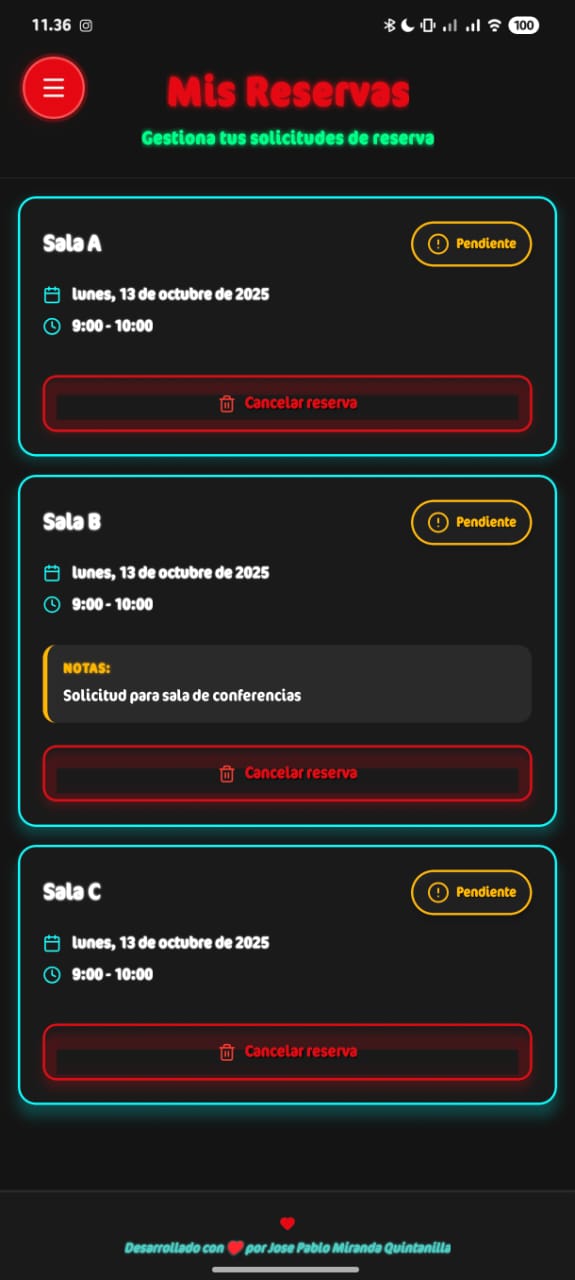 11.36
100
Mis Reservas
Gestiona tus solicitudes de reserva
Sala A
Pendiente
lunes, 13 de octubre de 2025
9:00 - 10:00
Cancelar reserva
Sala B
Pendiente
lunes, 13 de octubre de 2025
9:00 - 10:00
NOTAS:
Solicitud para sala de conferencias
Cancelar reserva
Sala C
Pendiente
lunes, 13 de octubre de 2025
9:00 - 10:00
Cancelar reserva
Desarrollado con ❤️ por Jose Pablo Miranda Quintanilla